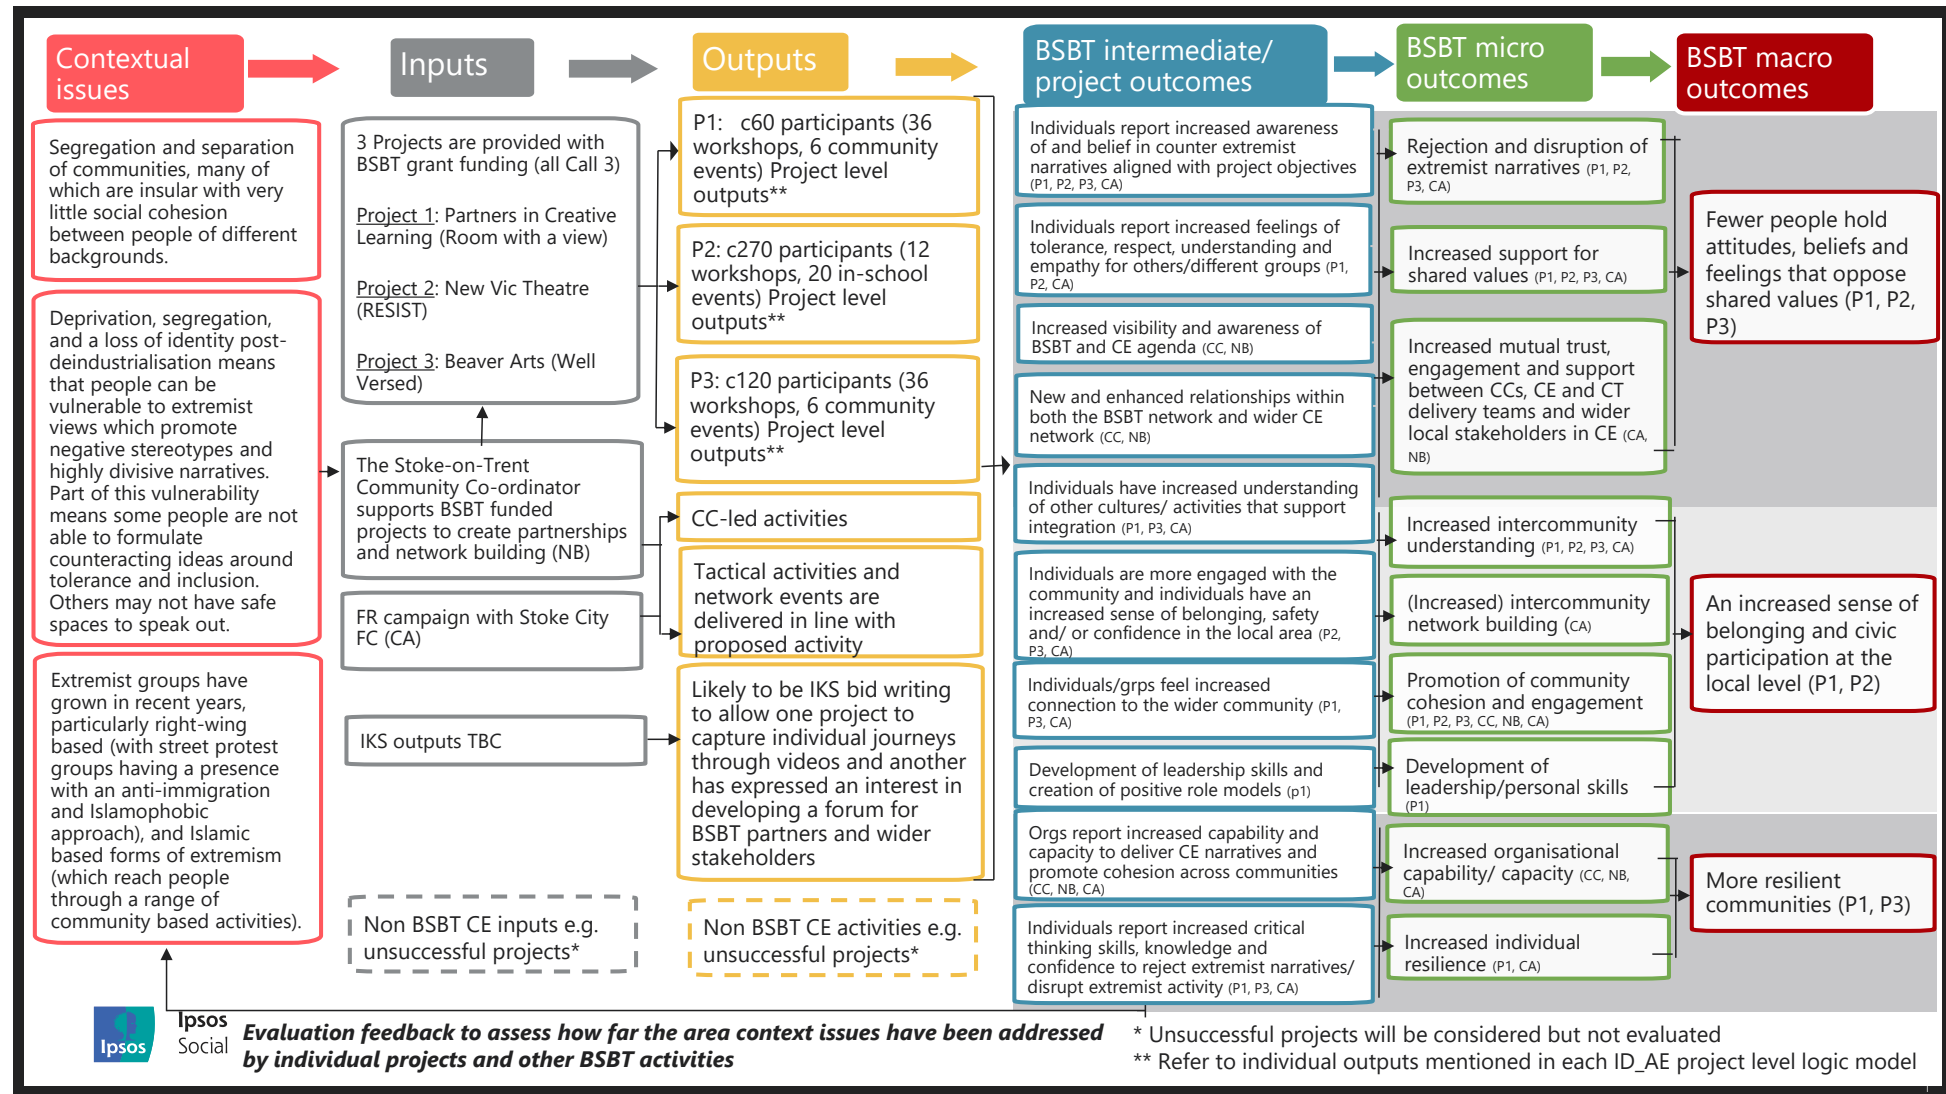 Contextual
issues
Inputs
Outputs
BSBT intermediate/
project outcomes
BSBT micro
outcomes
BSBT macro
outcomes
Segregation and separation
of communities, many of
which are insular with very
little social cohesion
between people of different
backgrounds.
Deprivation, segregation,
and a loss of identity post-
deindustrialisation means
that people can be
vulnerable to extremist
views which promote
negative stereotypes and
highly divisive narratives.
Part of this vulnerability
means some people are not
able to formulate
counteracting ideas around
tolerance and inclusion.
Others may not have safe
spaces to speak out.
Extremist groups have
grown in recent years,
particularly right-wing
based (with street protest
groups having a presence
with an anti-immigration
and Islamophobic
approach), and Islamic
based forms of extremism
(which reach people
through a range of
community based activities).
3 Projects are provided with
BSBT grant funding (all Call 3)
Project 1: Partners in Creative
Learning (Room with a view)
Project 2: New Vic Theatre
(RESIST)
Project 3: Beaver Arts (Well
Versed)
The Stoke-on-Trent
Community Co-ordinator
supports BSBT funded
projects to create partnerships
and network building (NB)
FR campaign with Stoke City
FC (CA)
IKS outputs TBC
Non BSBT CE inputs e.g.
unsuccessful projects*
P1: c60 participants (36
workshops, 6 community
events) Project level
outputs**
P2: c270 participants (12
workshops, 20 in-school
events) Project level
outputs**
P3: c120 participants (36
workshops, 6 community
events) Project level
outputs**
CC-led activities
Tactical activities and
network events are
delivered in line with
proposed activity
Likely to be IKS bid writing
to allow one project to
capture individual journeys
through videos and another
has expressed an interest in
developing a forum for
BSBT partners and wider
stakeholders
Non BSBT CE activities e.g.
unsuccessful projects*
Individuals report increased awareness
of and belief in counter extremist
narratives aligned with project objectives
(P1, P2, P3, CA)
Individuals report increased feelings of
tolerance, respect, understanding and
empathy for others/different groups (P1,
P2, CA)
Increased visibility and awareness of
BSBT and CE agenda (CC, NB)
New and enhanced relationships within
both the BSBT network and wider CE
network (CC, NB)
Individuals have increased understanding
of other cultures/ activities that support
integration (P1, P3, CA)
Individuals are more engaged with the
community and individuals have an
increased sense of belonging, safety
and/ or confidence in the local area (P2,
P3, CA)
Individuals/grps feel increased
connection to the wider community (P1,
P3, CA)
Development of leadership skills and
creation of positive role models (p1)
Orgs report increased capability and
capacity to deliver CE narratives and
promote cohesion across communities
(CC, NB, CA)
Individuals report increased critical
thinking skills, knowledge and
confidence to reject extremist narratives/
disrupt extremist activity (P1, P3, CA)
Rejection and disruption of
extremist narratives (P1, P2,
P3, CA)
Increased support for
shared values (P1, P2, P3, CA)
Increased mutual trust,
engagement and support
between CCs, CE and CT
delivery teams and wider
local stakeholders in CE (CA,
NB)
Increased intercommunity
understanding (P1, P2, P3, CA)
(Increased) intercommunity
network building (CA)
Promotion of community
cohesion and engagement
(P1, P2, P3, CC, NB, CA)
Development of
leadership/personal skills
(P1)
Increased organisational
capability/ capacity (CC, NB,
CA)
Increased individual
resilience (P1, CA)
Fewer people hold
attitudes, beliefs and
feelings that oppose
shared values (P1, P2,
P3)
An increased sense of
belonging and civic
participation at the
local level (P1, P2)
More resilient
communities (P1, P3)
Ipsos
Ipsos
Social
Evaluation feedback to assess how far the area context issues have been addressed
by individual projects and other BSBT activities
* Unsuccessful projects will be considered but not evaluated
** Refer to individual outputs mentioned in each ID_AE project level logic model